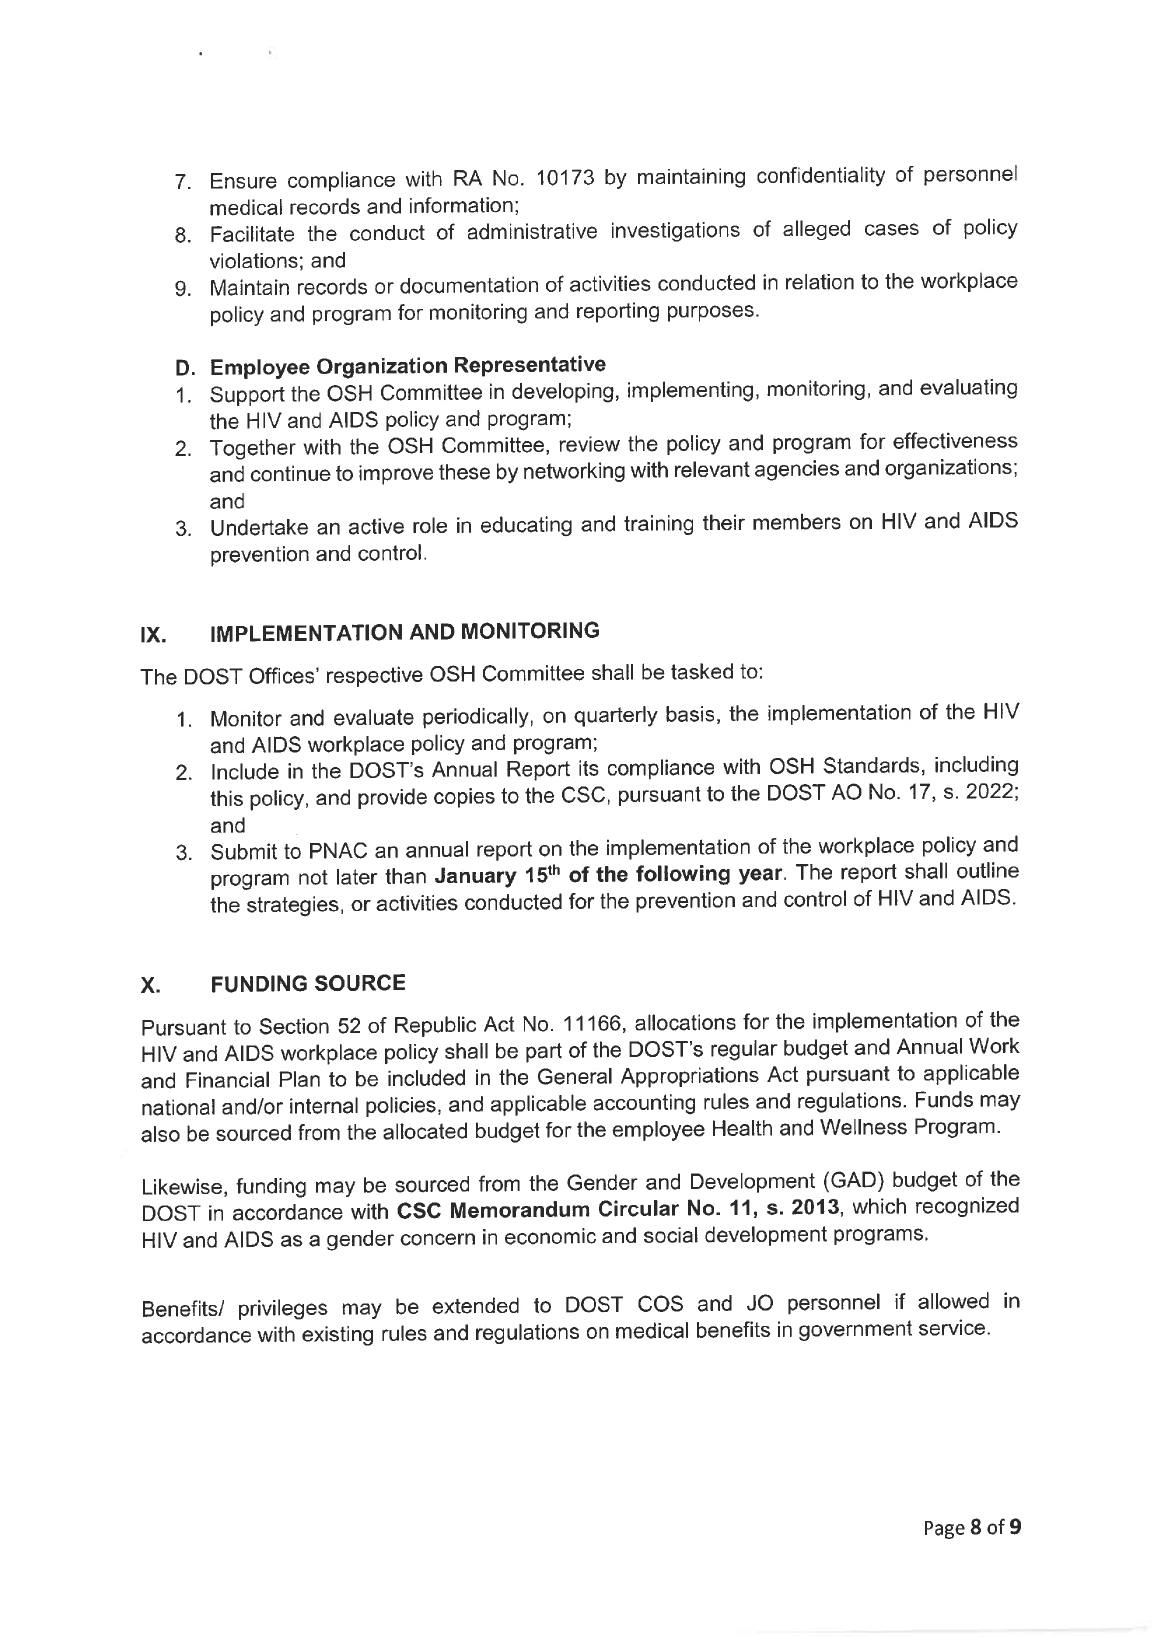 7. Ensure compliance with RA No. 10173 by maintaining confidentiality of personnel
medical records and information;
8. Facilitate the conduct of administrative investigations of alleged cases of policy
violations; and
9. Maintain records or documentation of activities conducted in relation to the workplace
policy and program for monitoring and reporting purposes.
D. Employee Organization Representative
1. Support the OSH Committee in developing, implementing, monitoring, and evaluating
the HIV and AIDS policy and program;
2. Together with the OSH Committee, review the policy and program for effectiveness
and continue to improve these by networking with relevant agencies and organizations;
and
3. Undertake an active role in educating and training their members on HIV and AIDS
prevention and control.
IX. IMPLEMENTATION AND MONITORING
The DOST Offices' respective OSH Committee shall be tasked to:
1. Monitor and evaluate periodically, on quarterly basis, the implementation of the HIV
and AIDS workplace policy and program;
2. Include in the DOST's Annual Report its compliance with OSH Standards, including
this policy, and provide copies to the CSC, pursuant to the DOST AO No. 17, s. 2022;
and
3. Submit to PNAC an annual report on the implementation of the workplace policy and
program not later than January 15th of the following year. The report shall outline
the strategies, or activities conducted for the prevention and control of HIV and AIDS.
X. FUNDING SOURCE
Pursuant to Section 52 of Republic Act No. 11166, allocations for the implementation of the
HIV and AIDS workplace policy shall be part of the DOST's regular budget and Annual Work
and Financial Plan to be included in the General Appropriations Act pursuant to applicable
national and/or internal policies, and applicable accounting rules and regulations. Funds may
also be sourced from the allocated budget for the employee Health and Wellness Program.
Likewise, funding may be sourced from the Gender and Development (GAD) budget of the
DOST in accordance with CSC Memorandum Circular No. 11, s. 2013, which recognized
HIV and AIDS as a gender concern in economic and social development programs.
Benefits/ privileges may be extended to DOST COS and JO personnel if allowed in
accordance with existing rules and regulations on medical benefits in government service.
Page 8 of 9